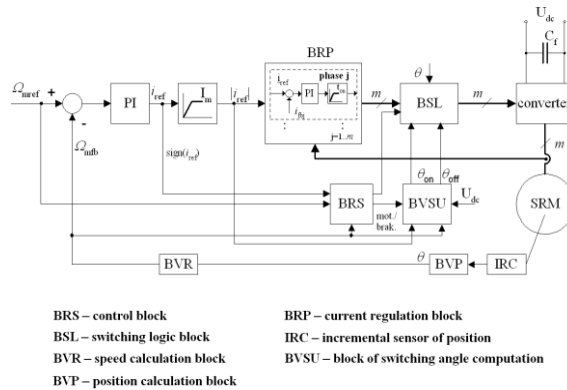 U_dc
C_f
BRP
Ω_mref
+
-
PI
i_ref
I_m
|i_ref|
phase j
i_ref
PI
I_m
i_fbj
j=1..m
m
θ
BSL
m
converter
m
Ω_mfb
sign(i_ref)
θ_on
θ_off
BRS
mot./
brak.
BVSU
U_dc
SRM
BVR
θ
BVP
IRC
BRS – control block
BSL – switching logic block
BVR – speed calculation block
BVP – position calculation block
BRP – current regulation block
IRC – incremental sensor of position
BVSU – block of switching angle computation